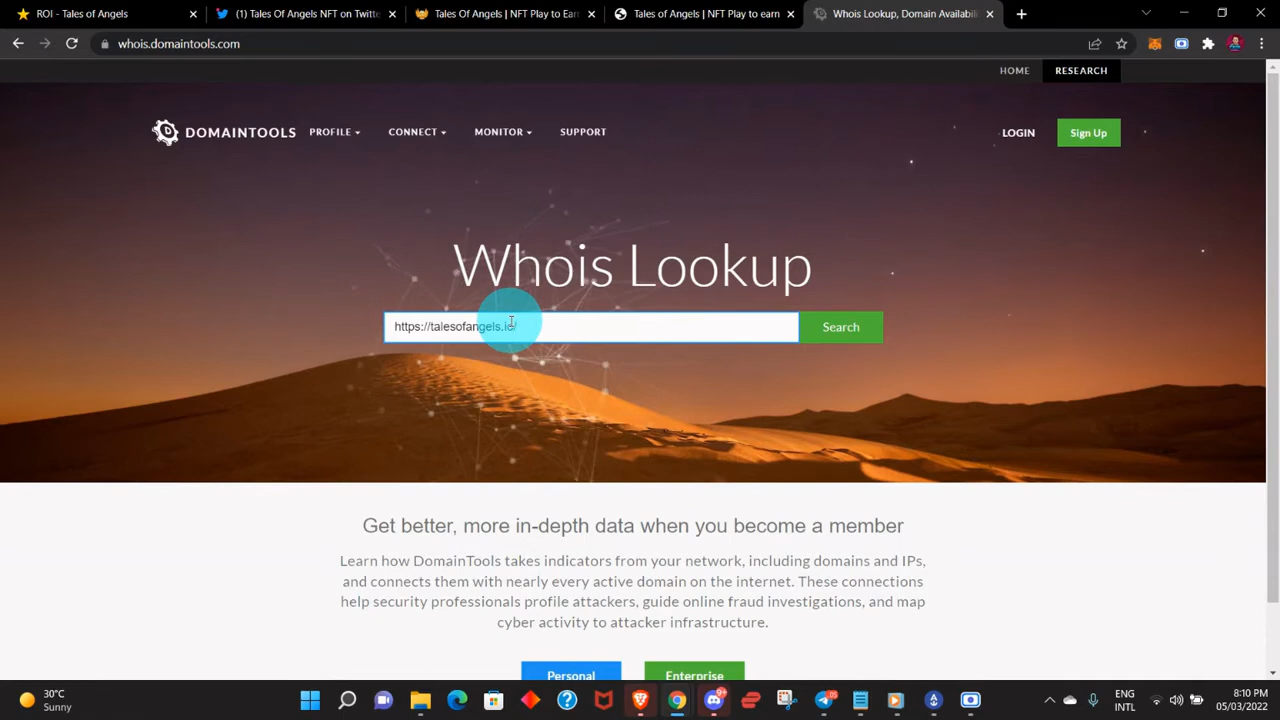 ROI - Tales of Angels
(1) Tales Of Angels NFT on Twitte
Tales Of Angels | NFT Play to Earn
Tales of Angels | NFT Play to earn
Whois Lookup, Domain Availabili
whois.domaintools.com
HOME
RESEARCH
DOMAINTOOLS
PROFILE
CONNECT
MONITOR
SUPPORT
LOGIN
Sign Up
Whois Lookup
https://talesofangels.io/
Search
Get better, more in-depth data when you become a member
Learn how DomainTools takes indicators from your network, including domains and IPs,
and connects them with nearly every active domain on the internet. These connections
help security professionals profile attackers, guide online fraud investigations, and map
cyber activity to attacker infrastructure.
Personal
Enterprise
30°C
Sunny
ENG
INTL
8:10 PM
05/03/2022